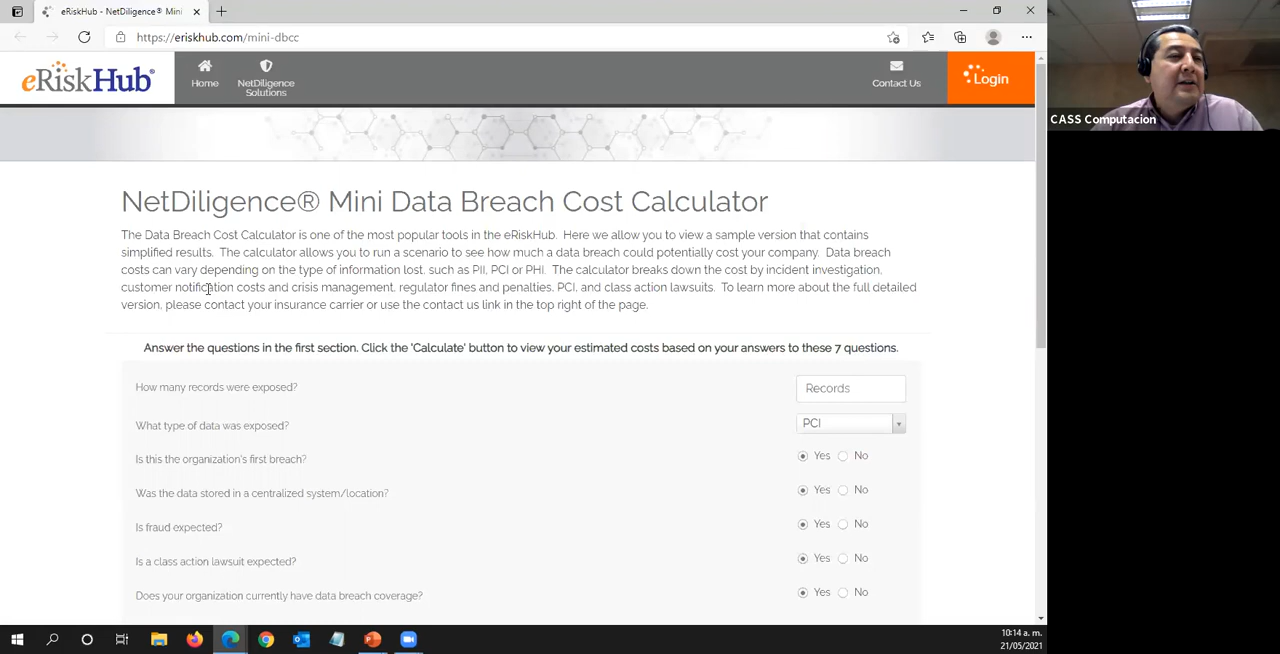 eRiskHub - NetDiligence® Mini
https://eriskhub.com/mini-dbcc
eRiskHub®
Home
NetDiligence
Solutions
Contact Us
Login
CASS Computacion
NetDiligence® Mini Data Breach Cost Calculator
The Data Breach Cost Calculator is one of the most popular tools in the eRiskHub. Here we allow you to view a sample version that contains
simplified results. The calculator allows you to run a scenario to see how much a data breach could potentially cost your company. Data breach
costs can vary depending on the type of information lost, such as PII, PCI or PHI. The calculator breaks down the cost by incident investigation,
customer notification costs and crisis management, regulator fines and penalties, PCI, and class action lawsuits. To learn more about the full detailed
version, please contact your insurance carrier or use the contact us link in the top right of the page.
Answer the questions in the first section. Click the 'Calculate' button to view your estimated costs based on your answers to these 7 questions.
How many records were exposed? Records
What type of data was exposed? PCI
Is this the organization's first breach? Yes No
Was the data stored in a centralized system/location? Yes No
Is fraud expected? Yes No
Is a class action lawsuit expected? Yes No
Does your organization currently have data breach coverage? Yes No
10:14 a. m.
21/05/2021